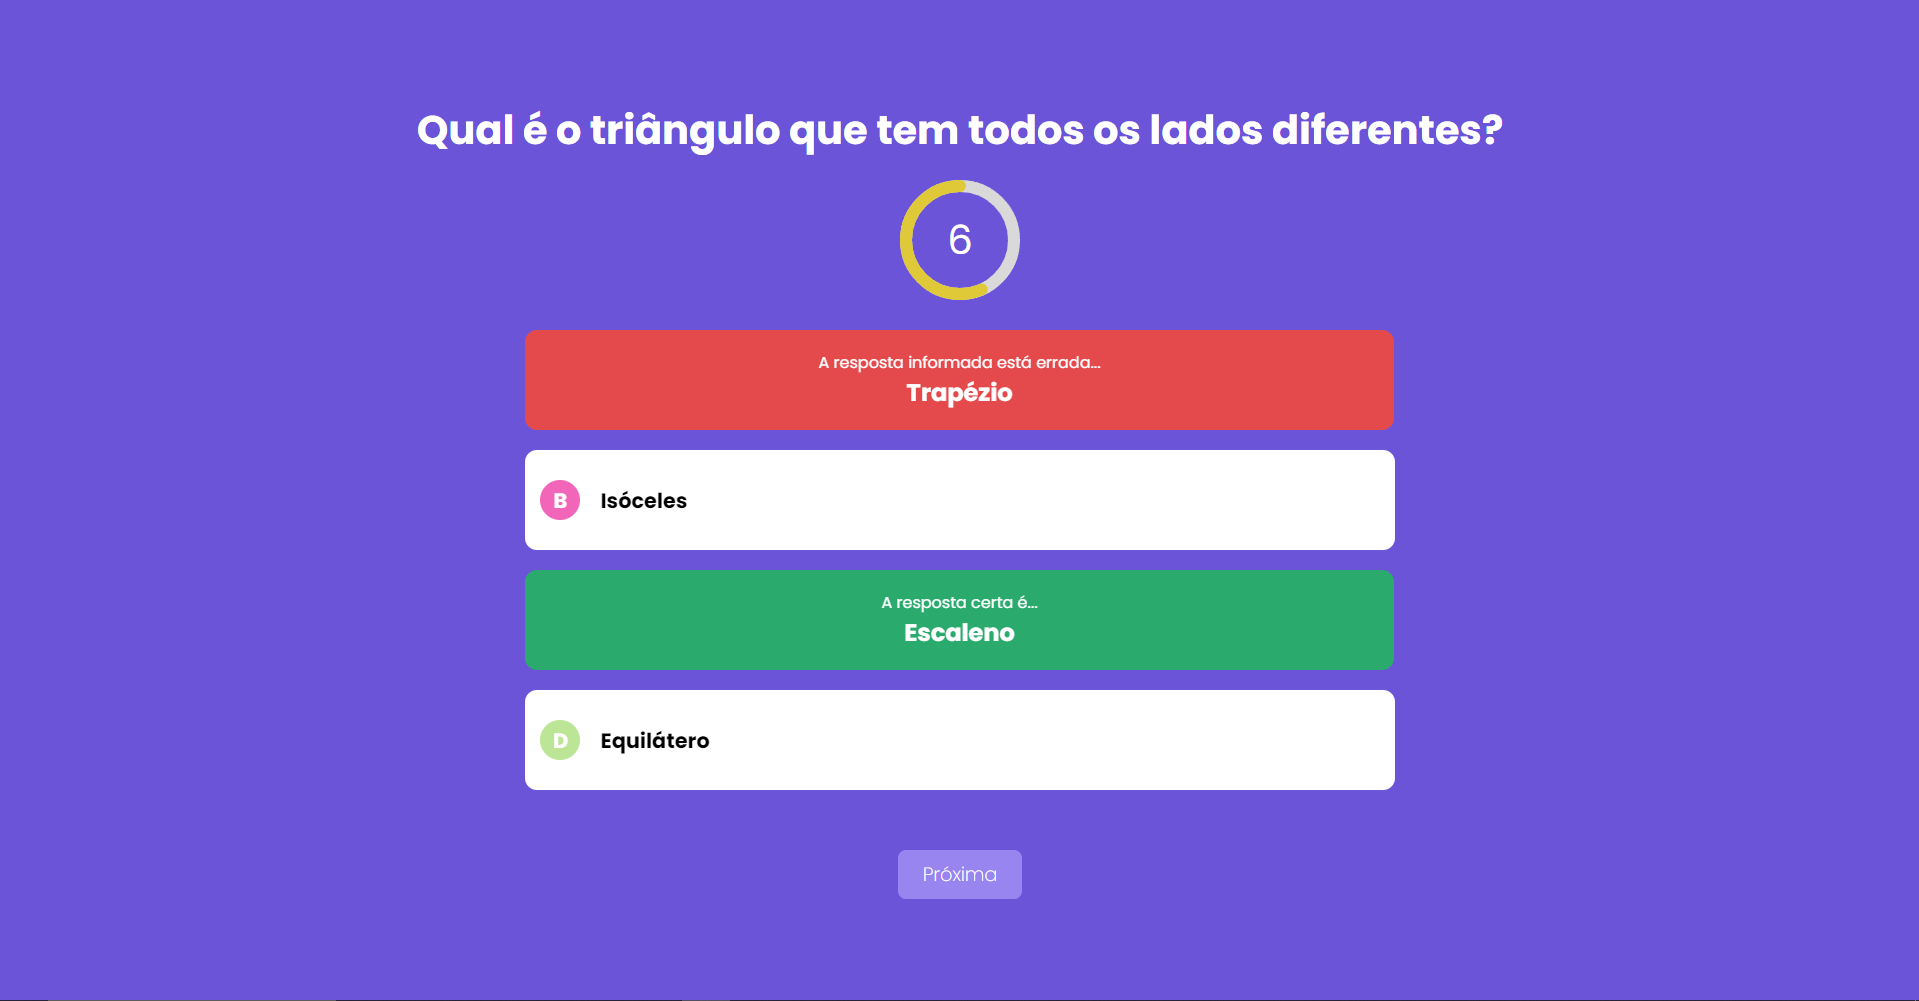 Qual é o triângulo que tem todos os lados diferentes?
6
A resposta informada está errada...
Trapézio
B Isóceles
A resposta certa é...
Escaleno
D Equilátero
Próxima